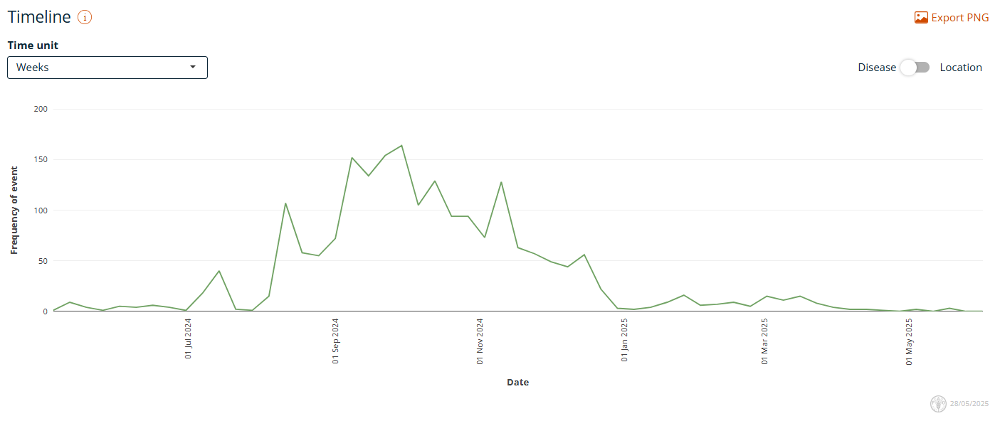 Timeline
Export PNG
Time unit
Weeks
Disease Location
200
150
100
50
0
Frequency of event
01 Jul 2024
01 Sep 2024
01 Nov 2024
01 Jan 2025
01 Mar 2025
01 May 2025
Date
28/05/2025